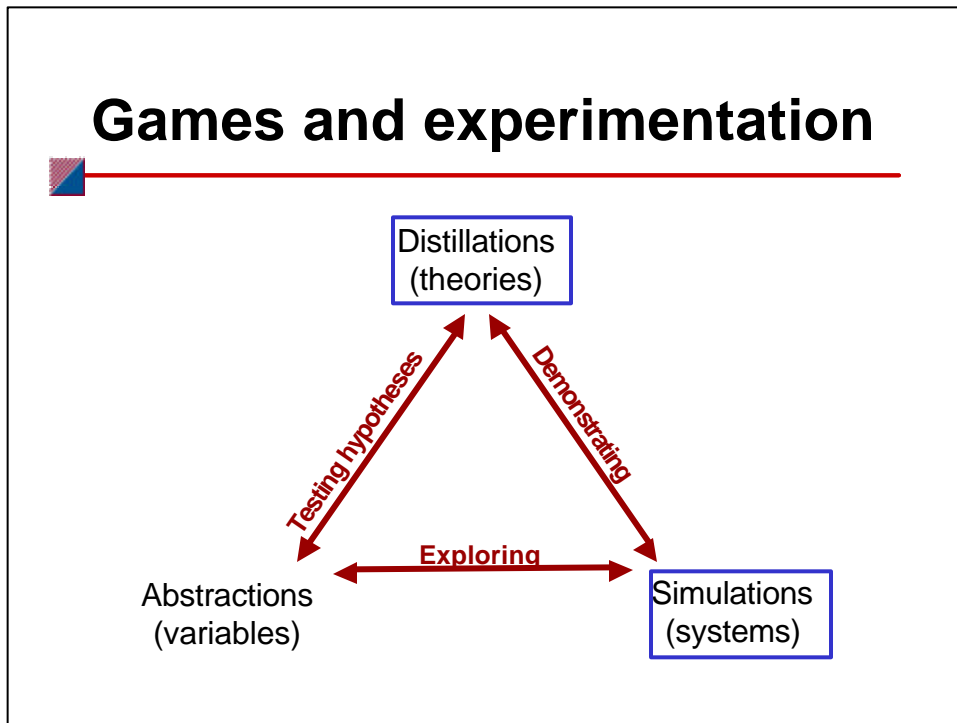 Games and experimentation
Distillations
(theories)
Testing hypotheses
Demonstrating
Exploring
Abstractions
(variables)
Simulations
(systems)